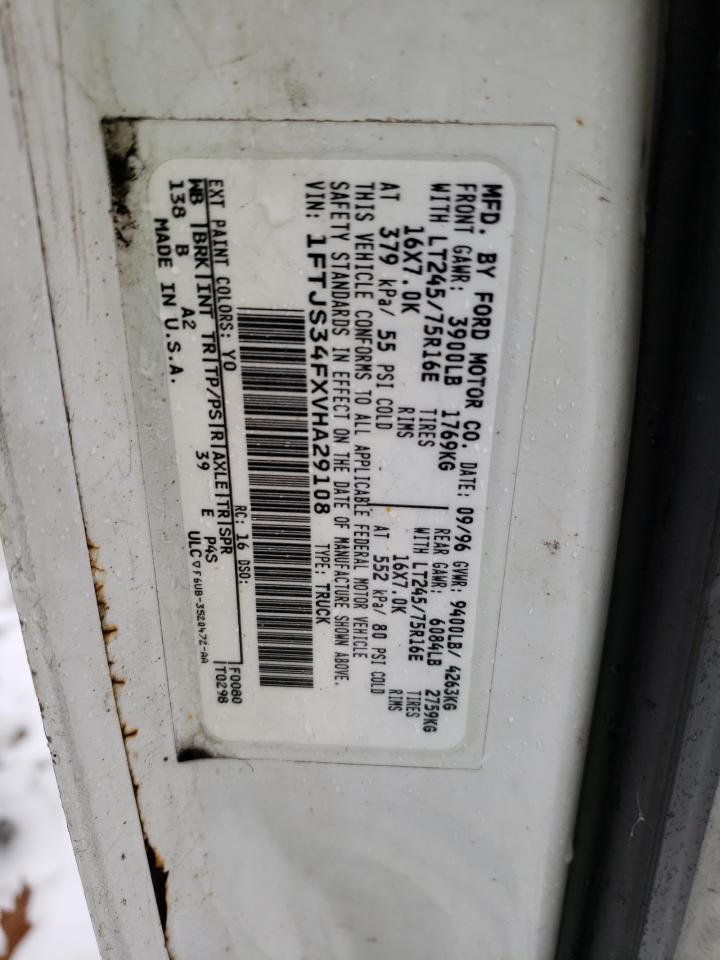 MFD. BY FORD MOTOR CO.
DATE: 09/96 GVWR: 9400LB/ 4263KG
FRONT GAWR: 3900LB 1769KG
REAR GAWR: 6084LB 2759KG
WITH LT245/75R16E TIRES
WITH LT245/75R16E TIRES
16X7.0K RIMS
16X7.0K RIMS
AT 379 kPa/ 55 PSI COLD
AT 552 kPa/ 80 PSI COLD
THIS VEHICLE CONFORMS TO ALL APPLICABLE FEDERAL MOTOR VEHICLE
SAFETY STANDARDS IN EFFECT ON THE DATE OF MANUFACTURE SHOWN ABOVE.
VIN: 1FTJS34FXVHA29108 TYPE: TRUCK
EXT PAINT COLORS: YO RC: 16 DSO: F0080
WB BRK INT TR TP/PS R AXLE TR SPR T0298
138 B A2 39 E P4S
MADE IN U.S.A. ULC F6UB-3520472-AA